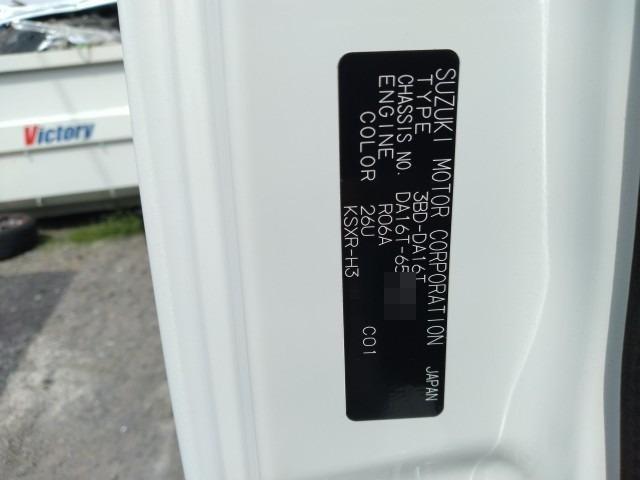 Victory
SUZUKI MOTOR CORPORATION JAPAN
TYPE 3BD-DA16T
CHASSIS NO. DA16T-65
ENGINE R06A
COLOR 26U C01
KSXR-H3